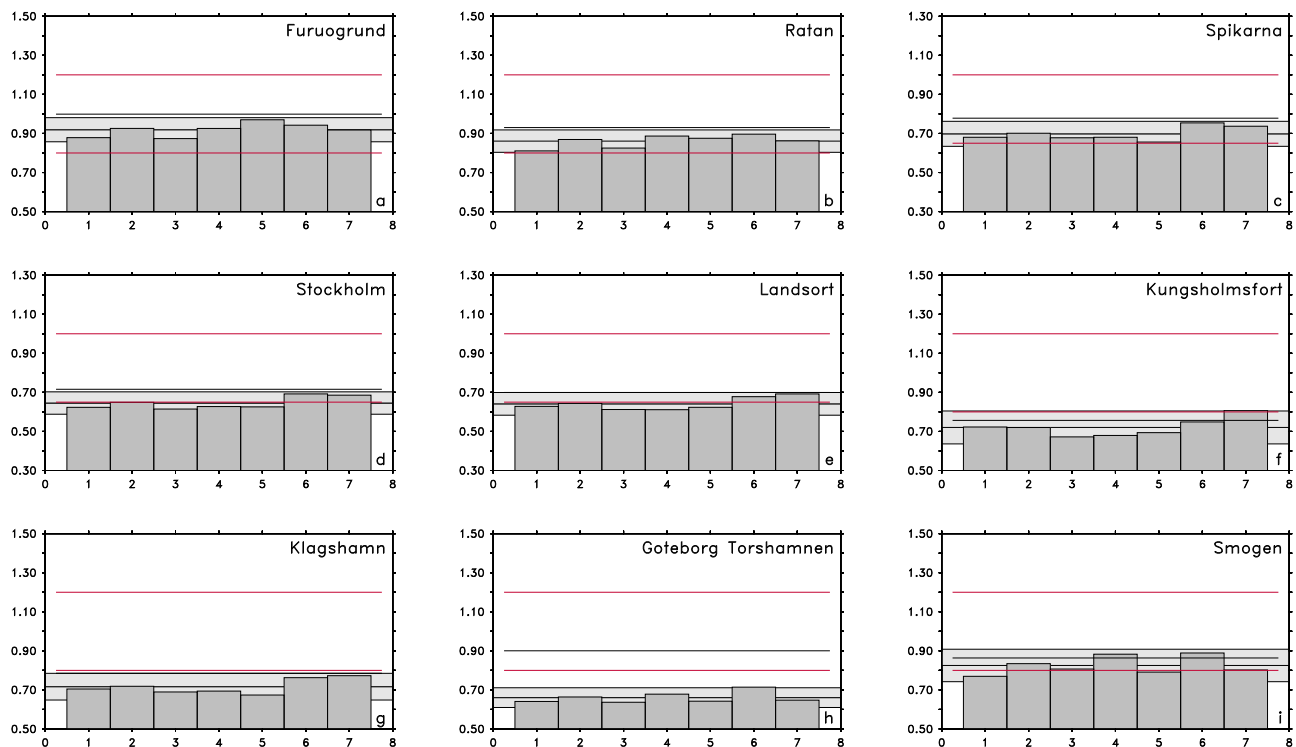 1.50 1.30 1.10 0.90 0.70 0.50
Furuogrund
a
0 1 2 3 4 5 6 7 8
1.50 1.30 1.10 0.90 0.70 0.50
Ratan
b
0 1 2 3 4 5 6 7 8
1.30 1.10 0.90 0.70 0.50 0.30
Spikarna
c
0 1 2 3 4 5 6 7 8
1.30 1.10 0.90 0.70 0.50 0.30
Stockholm
d
0 1 2 3 4 5 6 7 8
1.30 1.10 0.90 0.70 0.50 0.30
Landsort
e
0 1 2 3 4 5 6 7 8
1.50 1.30 1.10 0.90 0.70 0.50
Kungsholmsfort
f
0 1 2 3 4 5 6 7 8
1.50 1.30 1.10 0.90 0.70 0.50
Klagshamn
g
0 1 2 3 4 5 6 7 8
1.50 1.30 1.10 0.90 0.70 0.50
Goteborg Torshamnen
h
0 1 2 3 4 5 6 7 8
1.50 1.30 1.10 0.90 0.70 0.50
Smogen
i
0 1 2 3 4 5 6 7 8